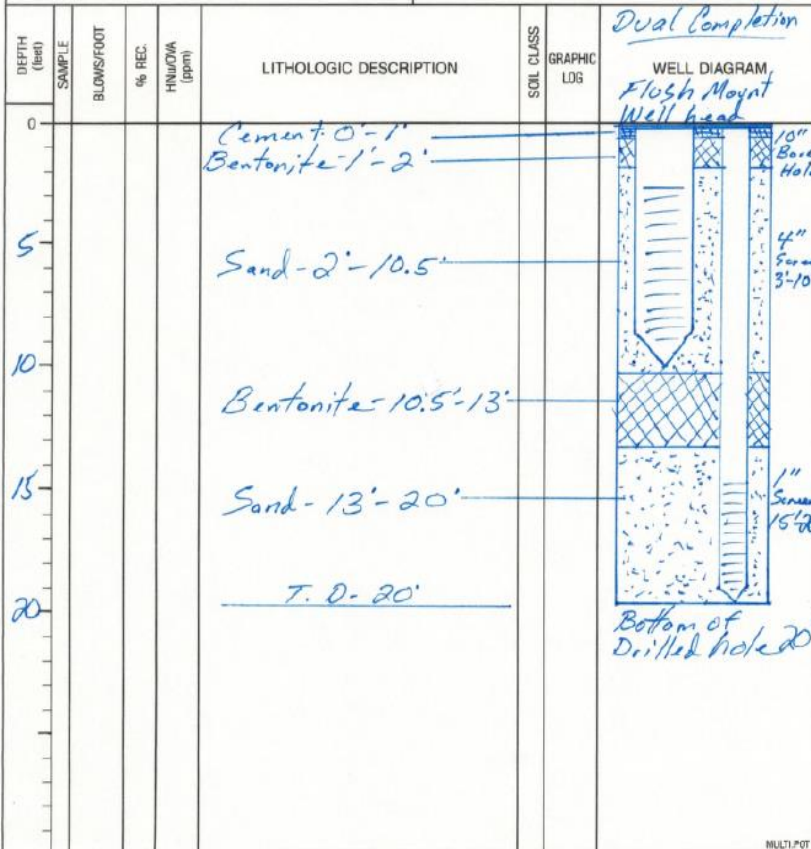 Dual Completion
DEPTH
(feet)
SAMPLE
BLOWS/FOOT
% REC.
HNu/OVA
(ppm)
LITHOLOGIC DESCRIPTION
SOIL CLASS
GRAPHIC
LOG
WELL DIAGRAM
Flush Mount
Well head
0
Cement 0'-1'
10"
Bentonite-1'-2'
5
4"
Sand-2'-10.5'
3'-10
10
Bentonite-10.5'-13'
15
1"
Sand-13'-20'
T.D-20'
20
Bottom of
Drilled hole 20